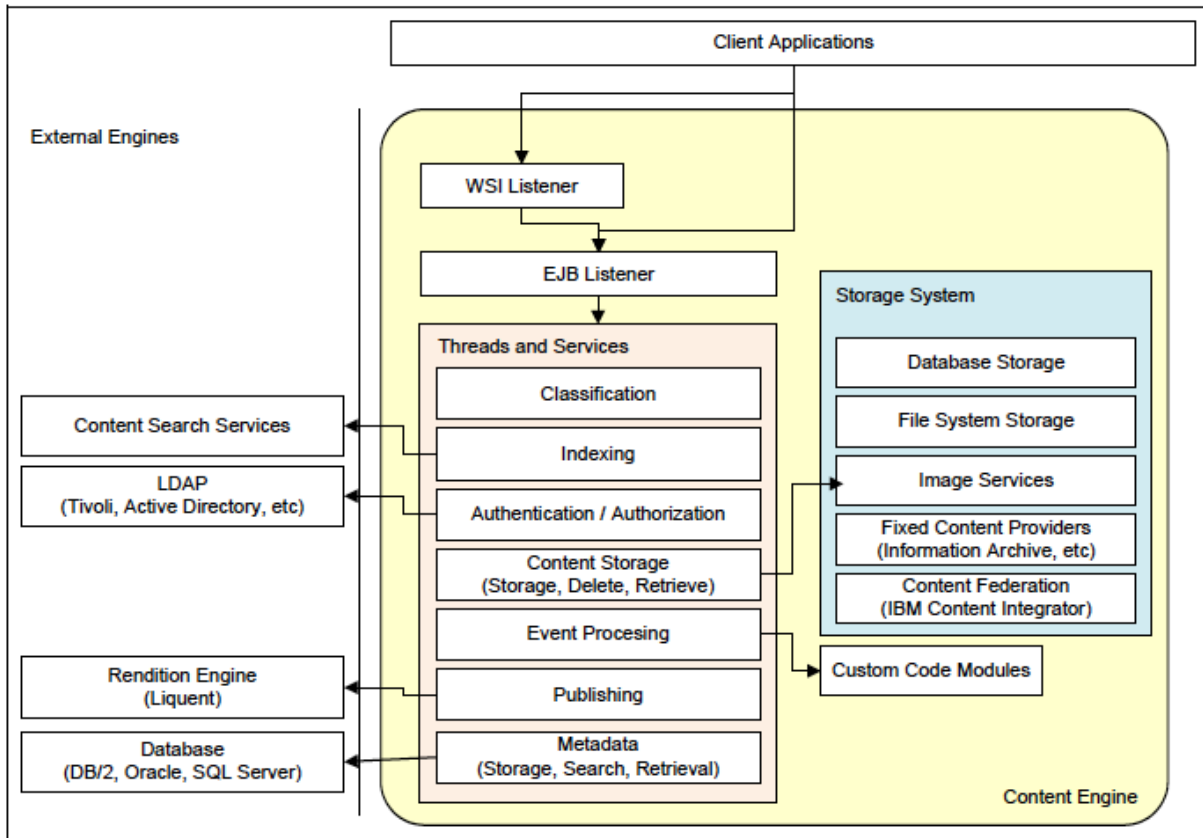 Client Applications
External Engines
WSI Listener
EJB Listener
Storage System
Threads and Services
Database Storage
Classification
File System Storage
Content Search Services
Indexing
LDAP
(Tivoli, Active Directory, etc)
Image Services
Authentication / Authorization
Fixed Content Providers
(Information Archive, etc)
Content Storage
(Storage, Delete, Retrieve)
Content Federation
(IBM Content Integrator)
Event Procesing
Custom Code Modules
Rendition Engine
(Liquent)
Publishing
Database
(DB/2, Oracle, SQL Server)
Metadata
(Storage, Search, Retrieval)
Content Engine